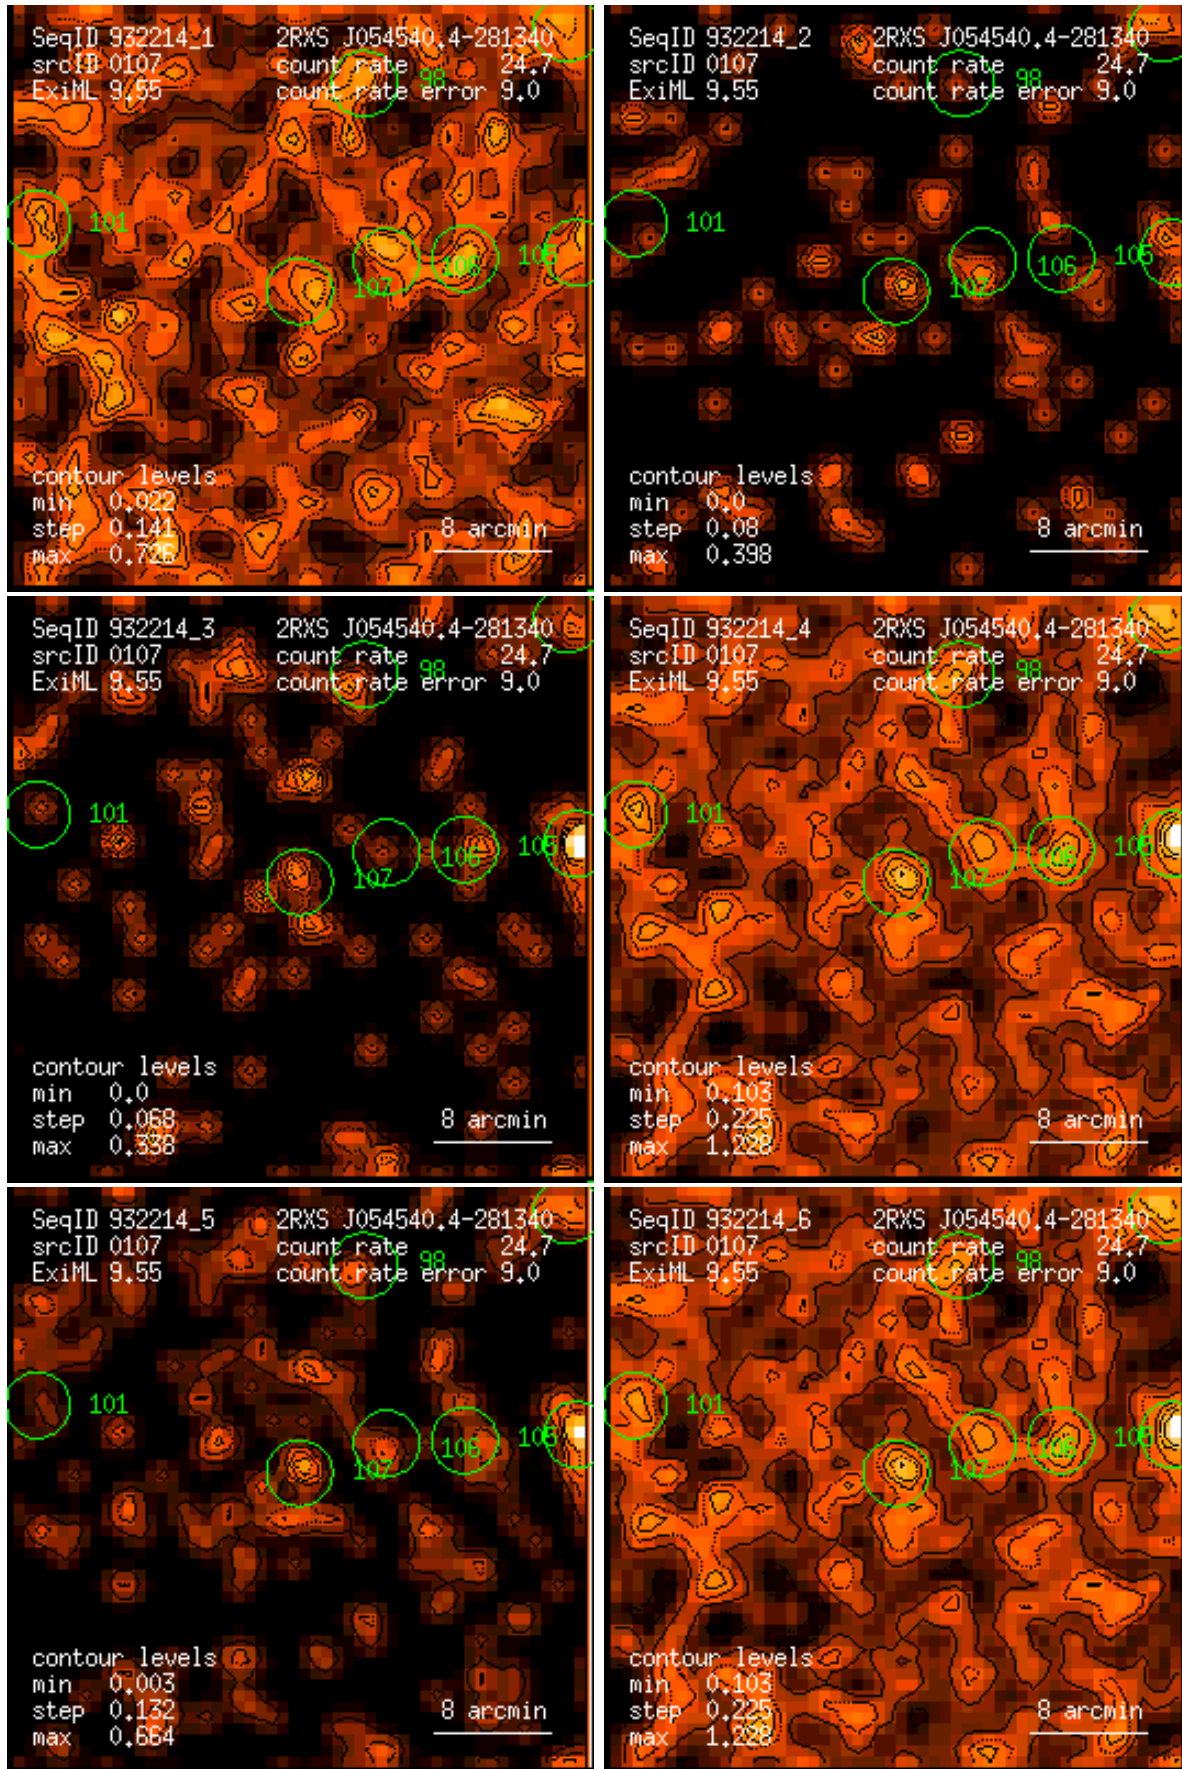 SeqID 932214_1 2RXS J054540.4-281340
srcID 0107 count rate 24.7
ExiML 9.55 count rate error 9.0
98
101
105
106
107
contour levels
min 0.022
step 0.141
max 0.726
8 arcmin
SeqID 932214_2 2RXS J054540.4-281340
srcID 0107 count rate 24.7
ExiML 9.55 count rate error 9.0
98
101
105
106
107
contour levels
min 0.0
step 0.08
max 0.398
8 arcmin
SeqID 932214_3 2RXS J054540.4-281340
srcID 0107 count rate 24.7
ExiML 9.55 count rate error 9.0
98
101
105
106
107
contour levels
min 0.0
step 0.068
max 0.338
8 arcmin
SeqID 932214_4 2RXS J054540.4-281340
srcID 0107 count rate 24.7
ExiML 9.55 count rate error 9.0
98
101
105
106
107
contour levels
min 0.103
step 0.225
max 1.228
8 arcmin
SeqID 932214_5 2RXS J054540.4-281340
srcID 0107 count rate 24.7
ExiML 9.55 count rate error 9.0
98
101
105
106
107
contour levels
min 0.003
step 0.132
max 0.664
8 arcmin
SeqID 932214_6 2RXS J054540.4-281340
srcID 0107 count rate 24.7
ExiML 9.55 count rate error 9.0
98
101
105
106
107
contour levels
min 0.103
step 0.225
max 1.228
8 arcmin